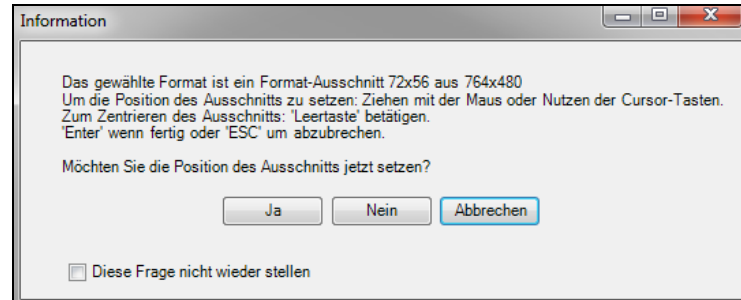 Information
Das gewählte Format ist ein Format-Ausschnitt 72x56 aus 764x480
Um die Position des Ausschnitts zu setzen: Ziehen mit der Maus oder Nutzen der Cursor-Tasten.
Zum Zentrieren des Ausschnitts: 'Leertaste' betätigen.
'Enter' wenn fertig oder 'ESC' um abzubrechen.
Möchten Sie die Position des Ausschnitts jetzt setzen?
Ja Nein Abbrechen
Diese Frage nicht wieder stellen